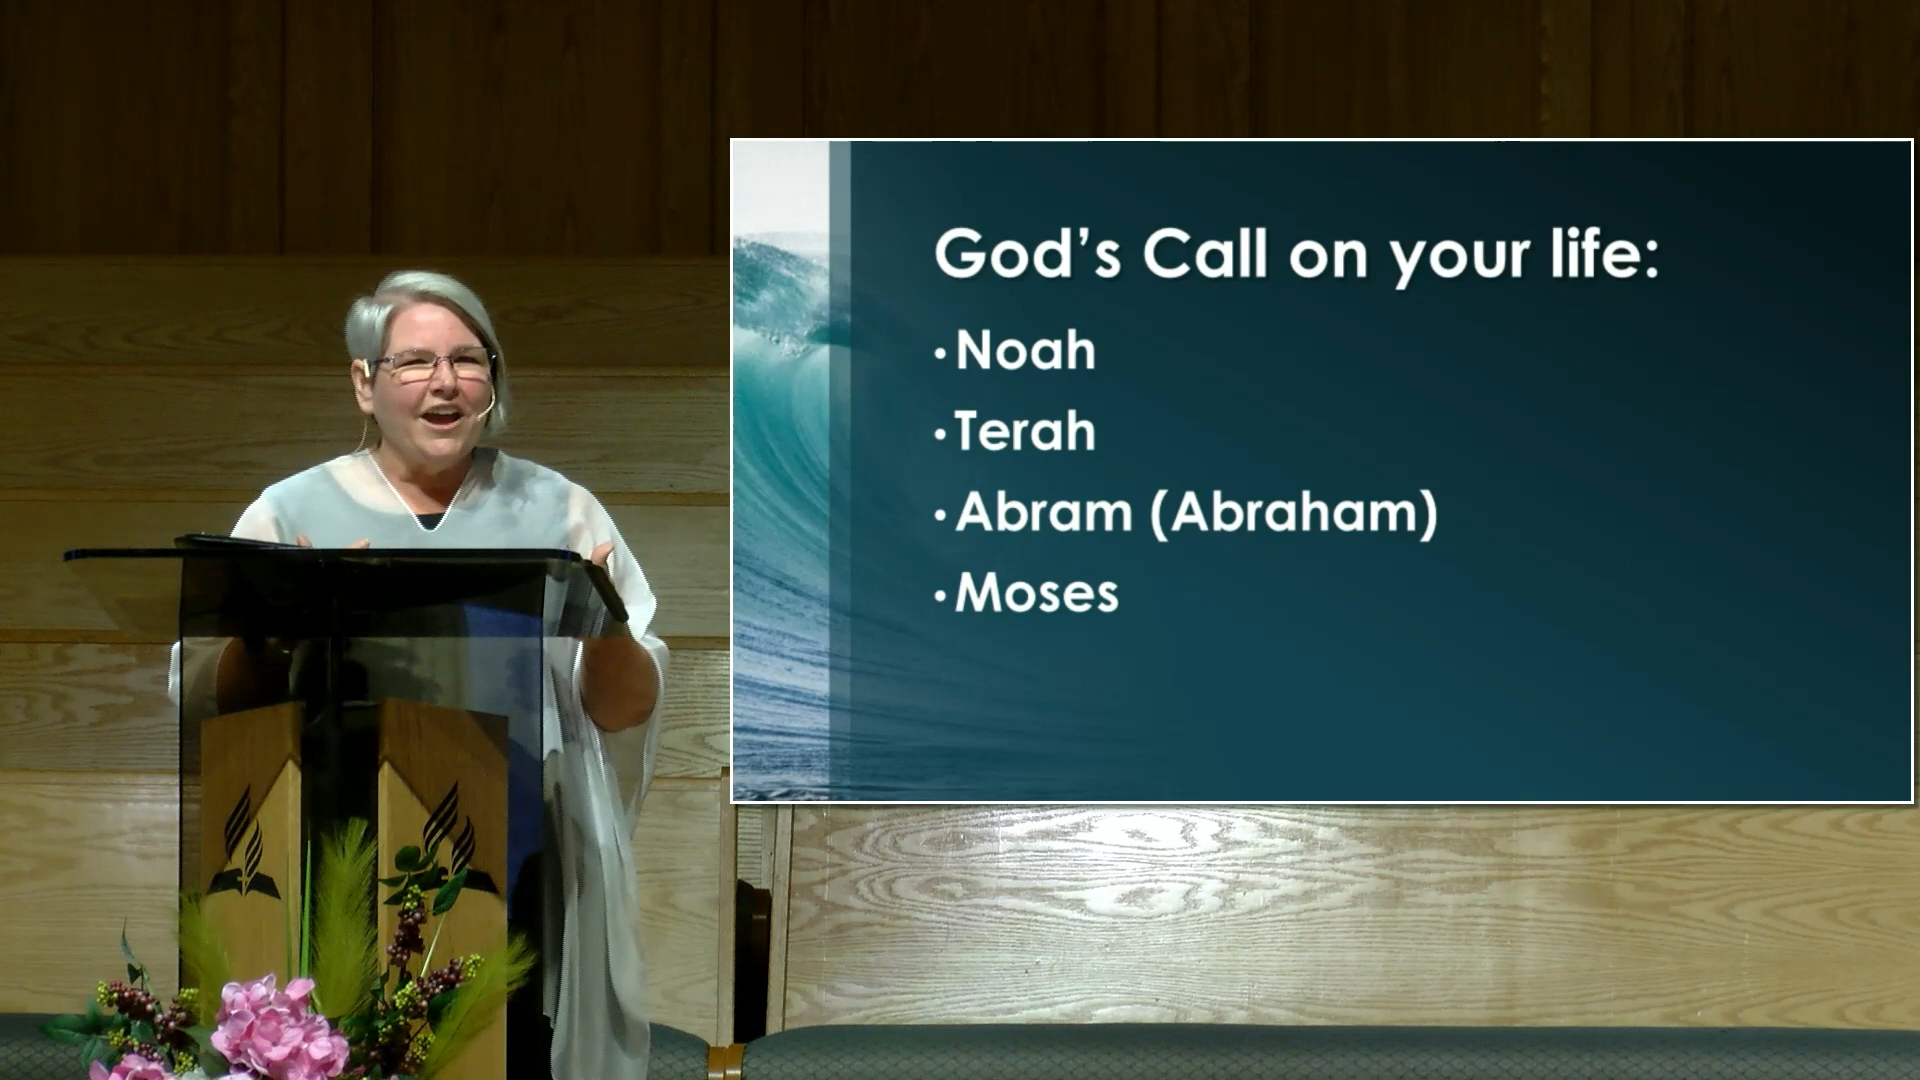 God's Call on your life:
• Noah
• Terah
• Abram (Abraham)
• Moses